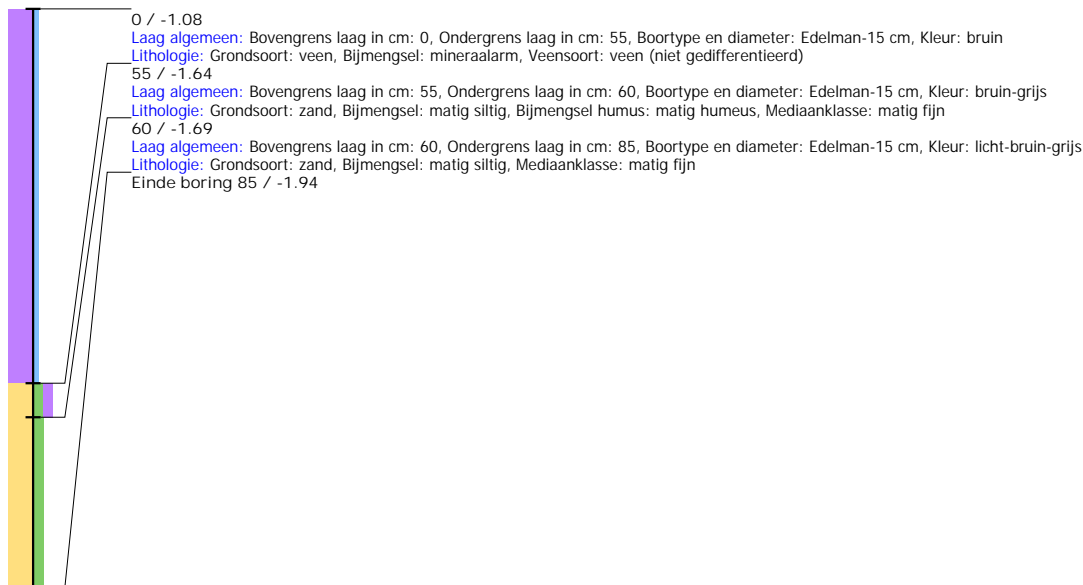 0 / -1.08
Laag algemeen: Bovengrens laag in cm: 0, Ondergrens laag in cm: 55, Boortype en diameter: Edelman-15 cm, Kleur: bruin
Lithologie: Grondsoort: veen, Bijmengsel: mineraalarm, Veensoort: veen (niet gedifferentieerd)
55 / -1.64
Laag algemeen: Bovengrens laag in cm: 55, Ondergrens laag in cm: 60, Boortype en diameter: Edelman-15 cm, Kleur: bruin-grijs
Lithologie: Grondsoort: zand, Bijmengsel: matig siltig, Bijmengsel humus: matig humeus, Mediaanklasse: matig fijn
60 / -1.69
Laag algemeen: Bovengrens laag in cm: 60, Ondergrens laag in cm: 85, Boortype en diameter: Edelman-15 cm, Kleur: licht-bruin-grijs
Lithologie: Grondsoort: zand, Bijmengsel: matig siltig, Mediaanklasse: matig fijn
Einde boring 85 / -1.94